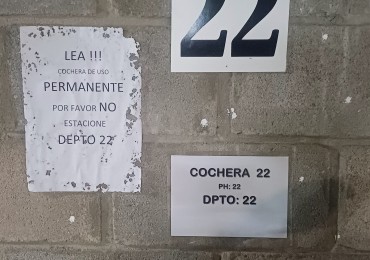 LEA !!!
COCHERA DE USO
PERMANENTE
POR FAVOR NO
ESTACIONE
DEPTO 22
22
COCHERA 22
PH: 22
DPTO: 22